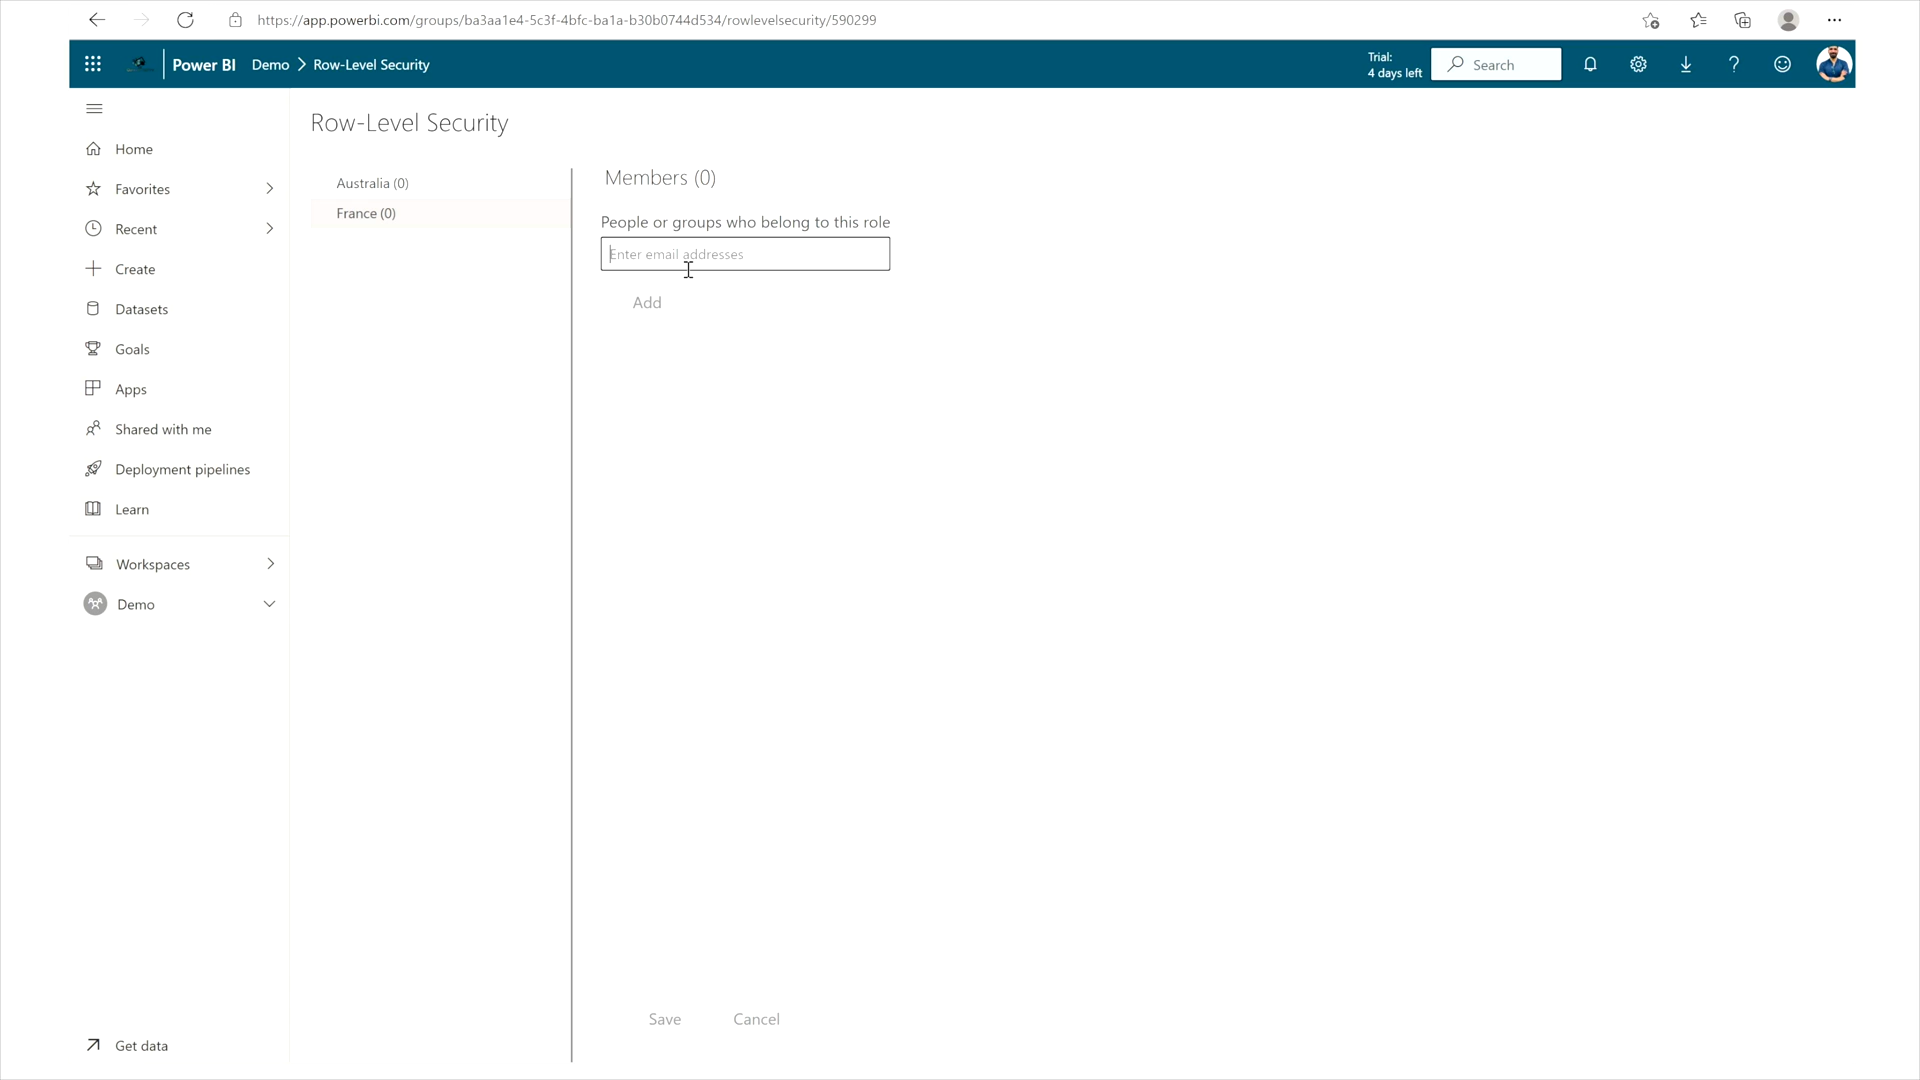 https://app.powerbi.com/groups/ba3aa1e4-5c3f-4bfc-ba1a-b30b0744d534/rowlevelsecurity/590299
Power BI Demo Row-Level Security
Trial:
4 days left
Search
Row-Level Security
Home
Favorites
Recent
Create
Datasets
Goals
Apps
Shared with me
Deployment pipelines
Learn
Workspaces
Demo
Get data
Australia (0)
France (0)
Members (0)
People or groups who belong to this role
Enter email addresses
Add
Save Cancel